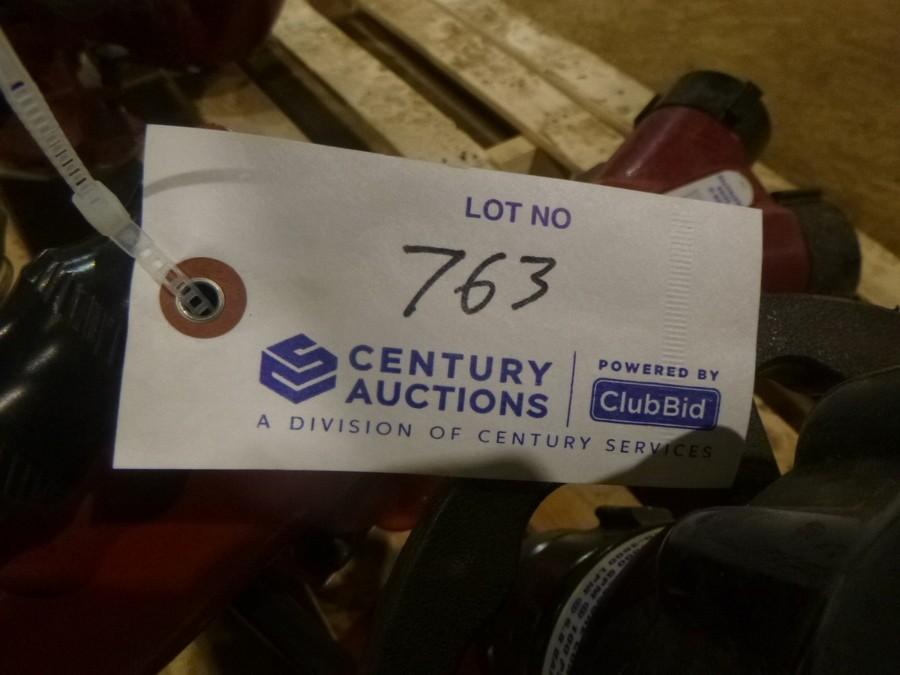 LOT NO
763
CENTURY
AUCTIONS
A DIVISION OF CENTURY SERVICES
POWERED BY
ClubBid